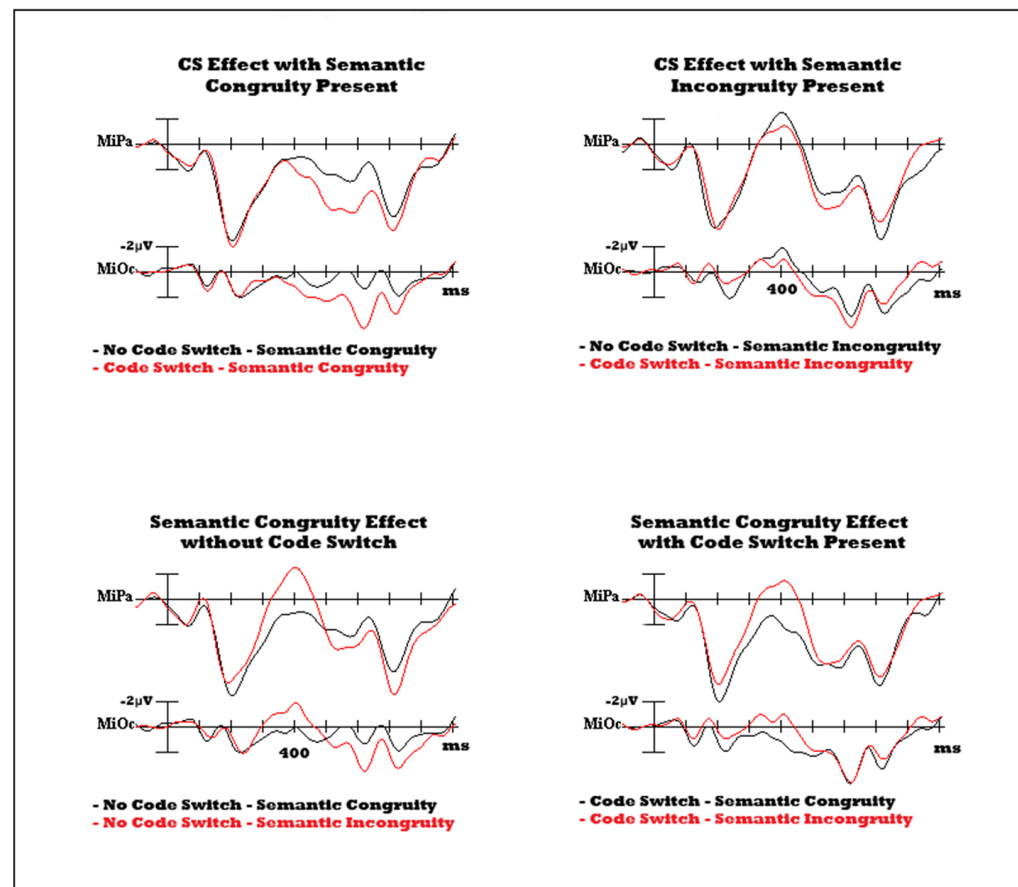 CS Effect with Semantic
Congruity Present
MiPa
-2µV
MiOc
ms
- No Code Switch - Semantic Congruity
- Code Switch - Semantic Congruity
CS Effect with Semantic
Incongruity Present
MiPa
-2µV
MiOc
400
ms
- No Code Switch - Semantic Incongruity
- Code Switch - Semantic Incongruity
Semantic Congruity Effect
without Code Switch
MiPa
-2µV
MiOc
400
ms
- No Code Switch - Semantic Congruity
- No Code Switch - Semantic Incongruity
Semantic Congruity Effect
with Code Switch Present
MiPa
-2µV
MiOc
ms
- Code Switch - Semantic Congruity
- Code Switch - Semantic Incongruity